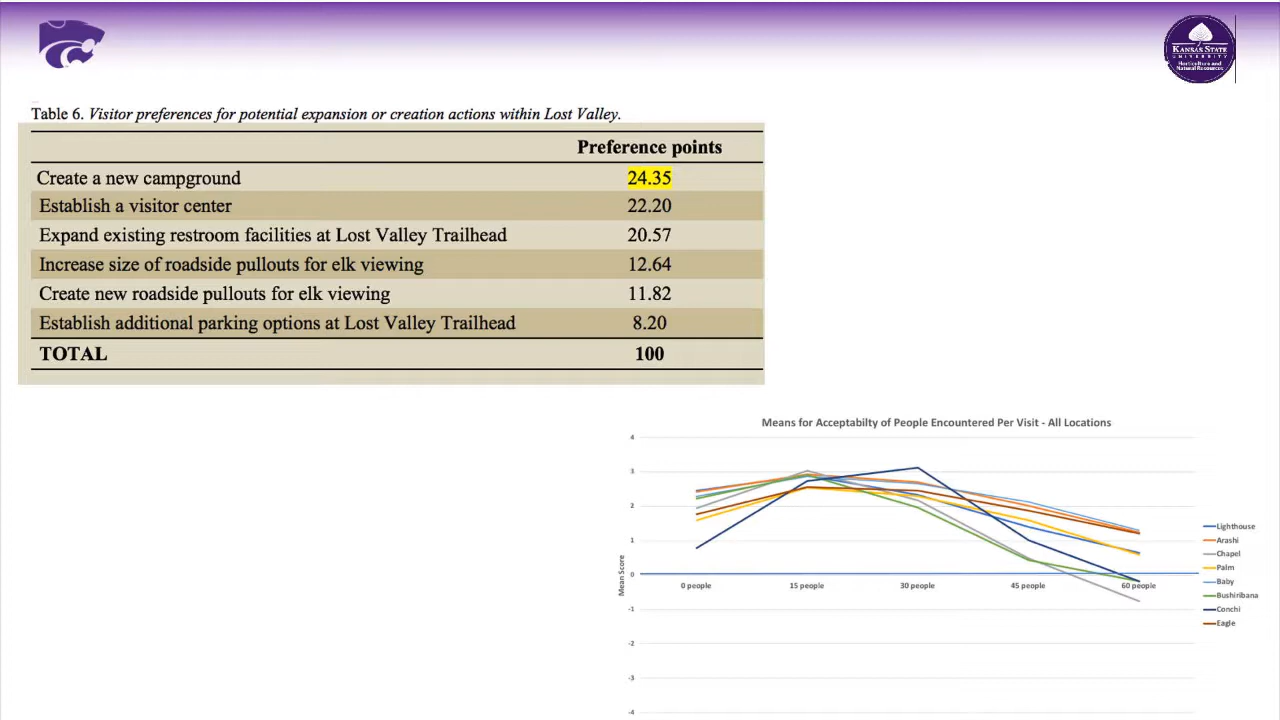 KANSAS STATE
UNIVERSITY
Horticulture and
Natural Resources
Table 6. Visitor preferences for potential expansion or creation actions within Lost Valley.
Preference points
Create a new campground 24.35
Establish a visitor center 22.20
Expand existing restroom facilities at Lost Valley Trailhead 20.57
Increase size of roadside pullouts for elk viewing 12.64
Create new roadside pullouts for elk viewing 11.82
Establish additional parking options at Lost Valley Trailhead 8.20
TOTAL 100
Means for Acceptabilty of People Encountered Per Visit - All Locations
Mean Score
4
3
2
1
0
-1
-2
-3
-4
0 people 15 people 30 people 45 people 60 people
Lighthouse
Arashi
Chapel
Palm
Baby
Bushiribana
Conchi
Eagle